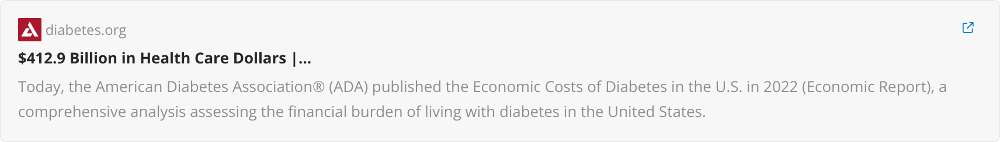 diabetes.org
$412.9 Billion in Health Care Dollars |...
Today, the American Diabetes Association® (ADA) published the Economic Costs of Diabetes in the U.S. in 2022 (Economic Report), a
comprehensive analysis assessing the financial burden of living with diabetes in the United States.